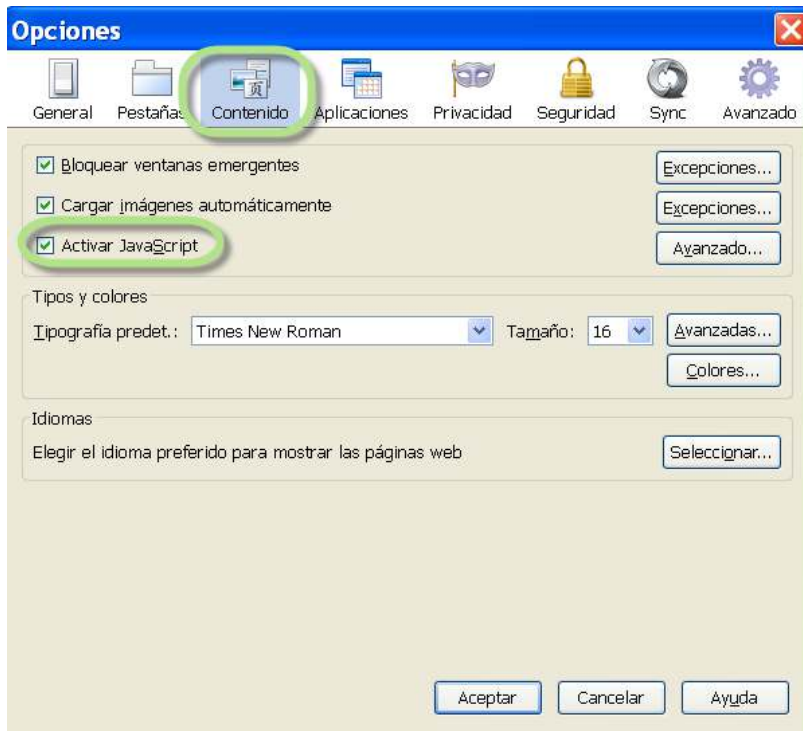 Opciones
General Pestañas Contenido Aplicaciones Privacidad Seguridad Sync Avanzado
Bloquear ventanas emergentes Excepciones...
Cargar imágenes automáticamente Excepciones...
Activar JavaScript Avanzado...
Tipos y colores
Tipografía predet.: Times New Roman Tamaño: 16 Avanzadas...
Colores...
Idiomas
Elegir el idioma preferido para mostrar las páginas web Seleccionar...
Aceptar Cancelar Ayuda